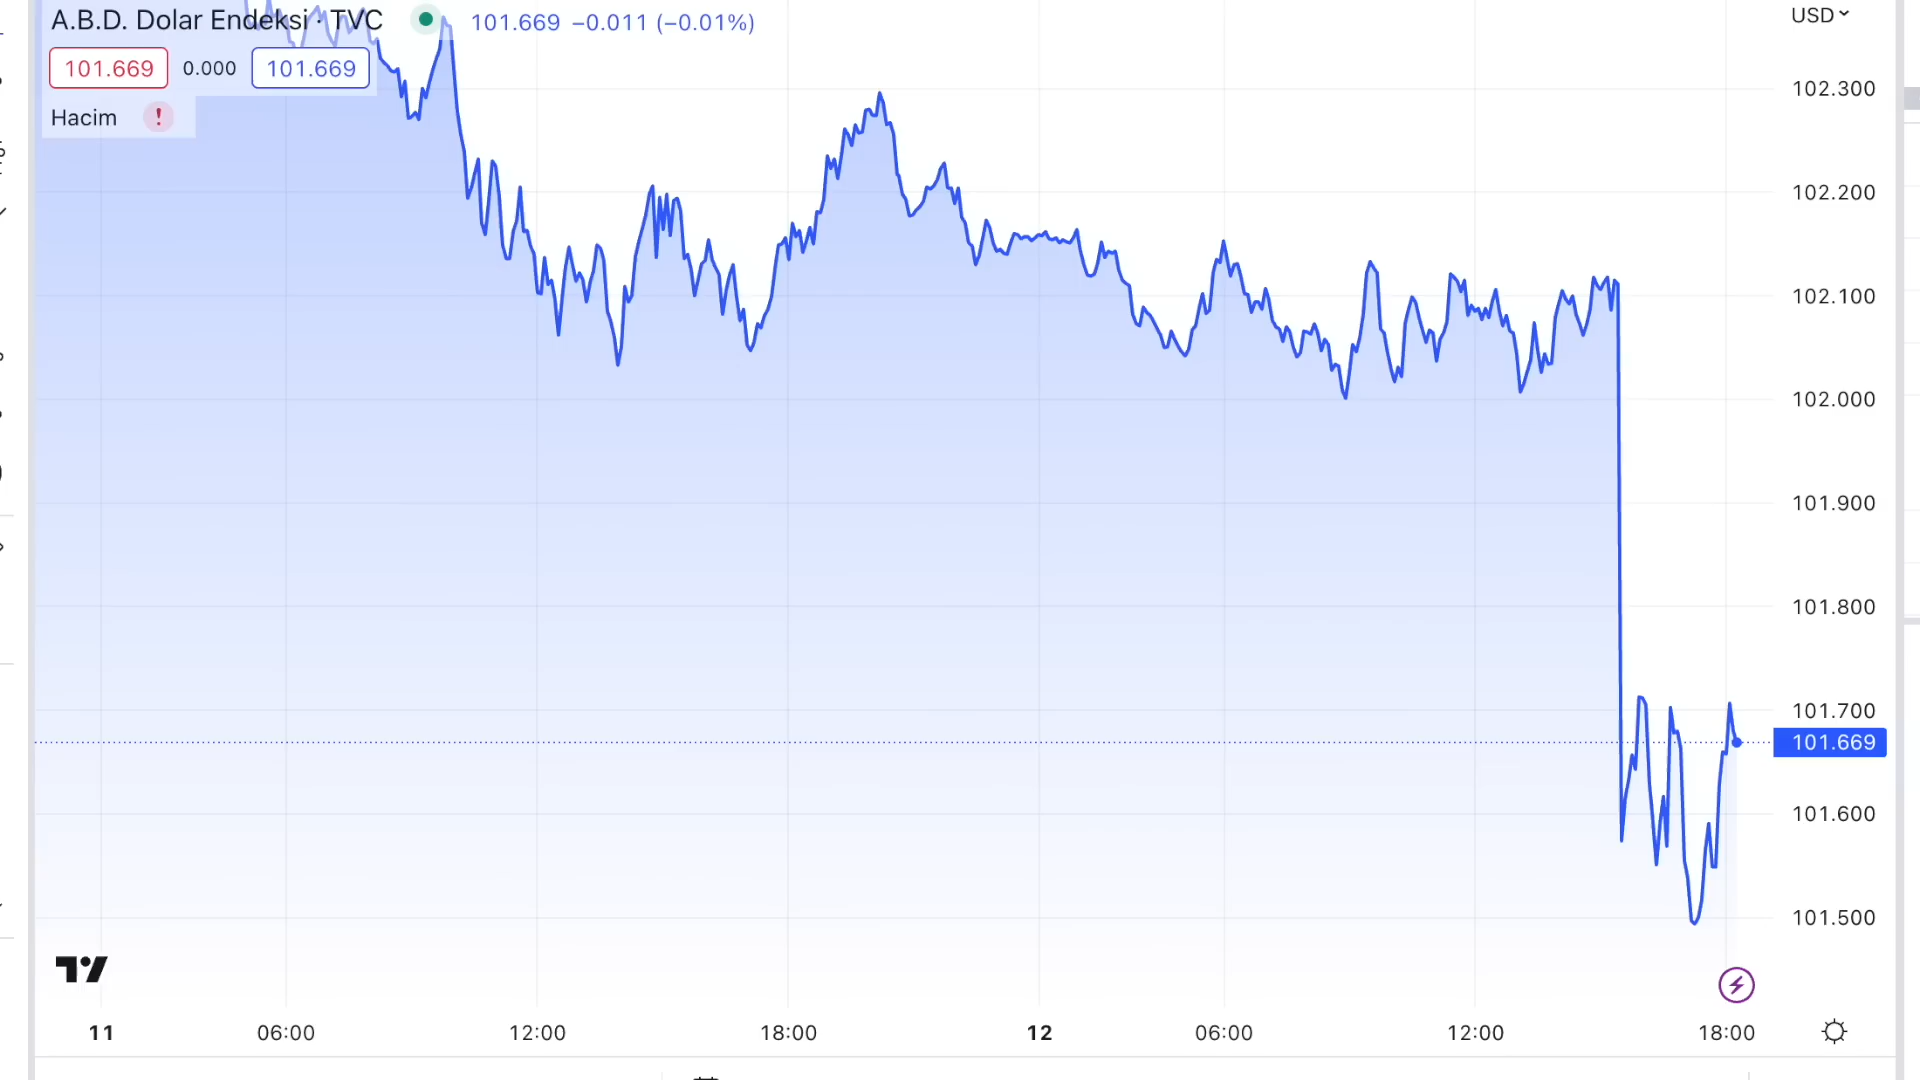 A.B.D. Dolar Endeksi · TVC 101.669 −0.011 (−0.01%)
USD
101.669 0.000 101.669
Hacim !
102.300
102.200
102.100
102.000
101.900
101.800
101.700
101.669
101.600
101.500
11 06:00 12:00 18:00 12 06:00 12:00 18:00